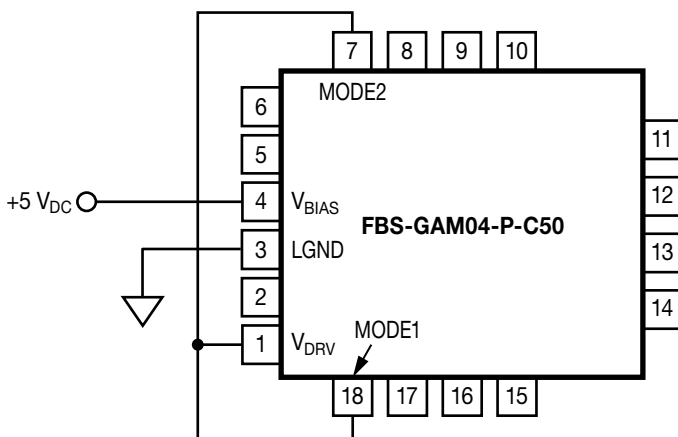 7 8 9 10
MODE2
6
11
5
12
+5 VDC 4 VBIAS
FBS-GAM04-P-C50
3 LGND
13
2
14
MODE1
1 VDRV
18 17 16 15